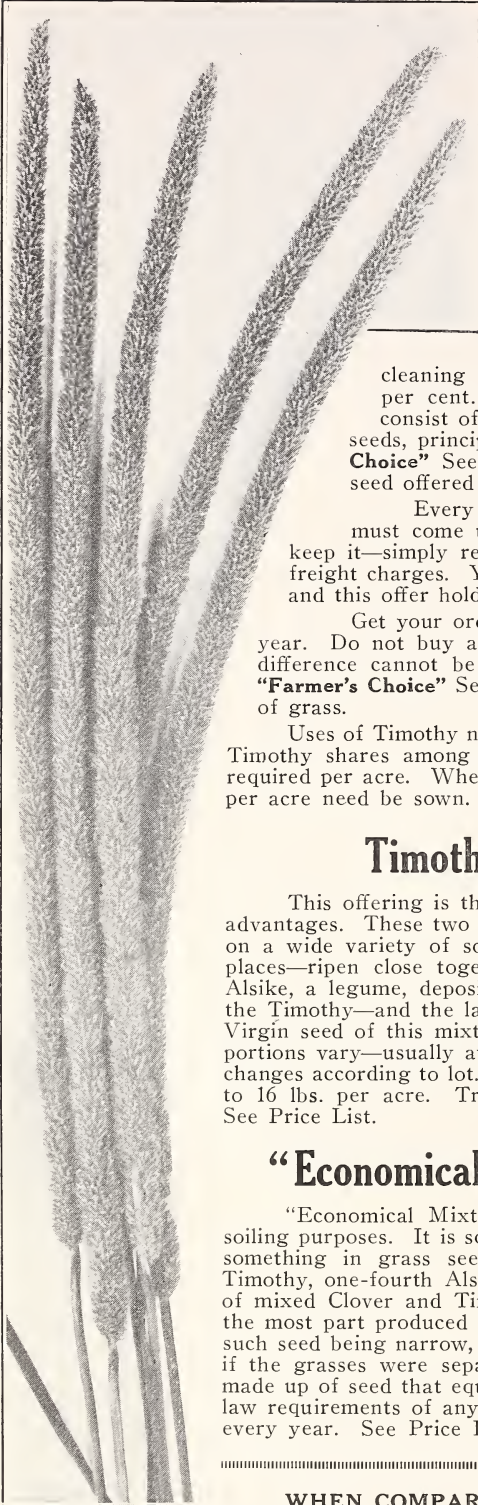 cleaning
per cent.
consist of
seeds, princi
Choice” See
seed offered
Every
must come
keep it—simply re
freight charges.
and this offer hold
Get your or
year. Do not buy a
difference cannot be
“Farmer’s Choice” Se
of grass.
Uses of Timothy n
Timothy shares among
required per acre. Whe
per acre need be sown.
Timoth
This offering is th
advantages. These two
on a wide variety of so
places—ripen close toge
Alsike, a legume, deposi
the Timothy—and the la
Virgin seed of this mixt
portions vary—usually a
changes according to lot.
to 16 lbs. per acre. Tr
See Price List.
“Economical
“Economical Mixt
soiling purposes. It is so
something in grass see
Timothy, one-fourth Als
of mixed Clover and Ti
the most part produced
such seed being narrow,
if the grasses were sepa
made up of seed that equ
law requirements of any
every year. See Price
WHEN COMPAR